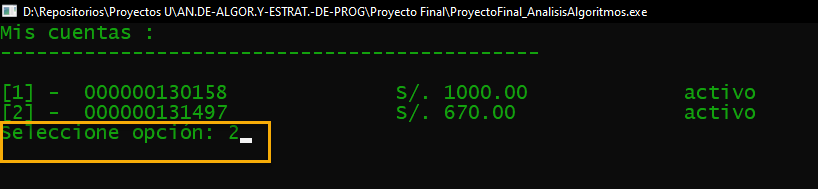 D:\Repositorios\Proyectos U\AN.DE-ALGOR.Y-ESTRAT.-DE-PROG\Proyecto Final\ProyectoFinal_AnalisisAlgoritmos.exe
Mis cuentas :
---------------------------------------------
[1] - 000000130158 S/. 1000.00 activo
[2] - 000000131497 S/. 670.00 activo
Seleccione opción: 2